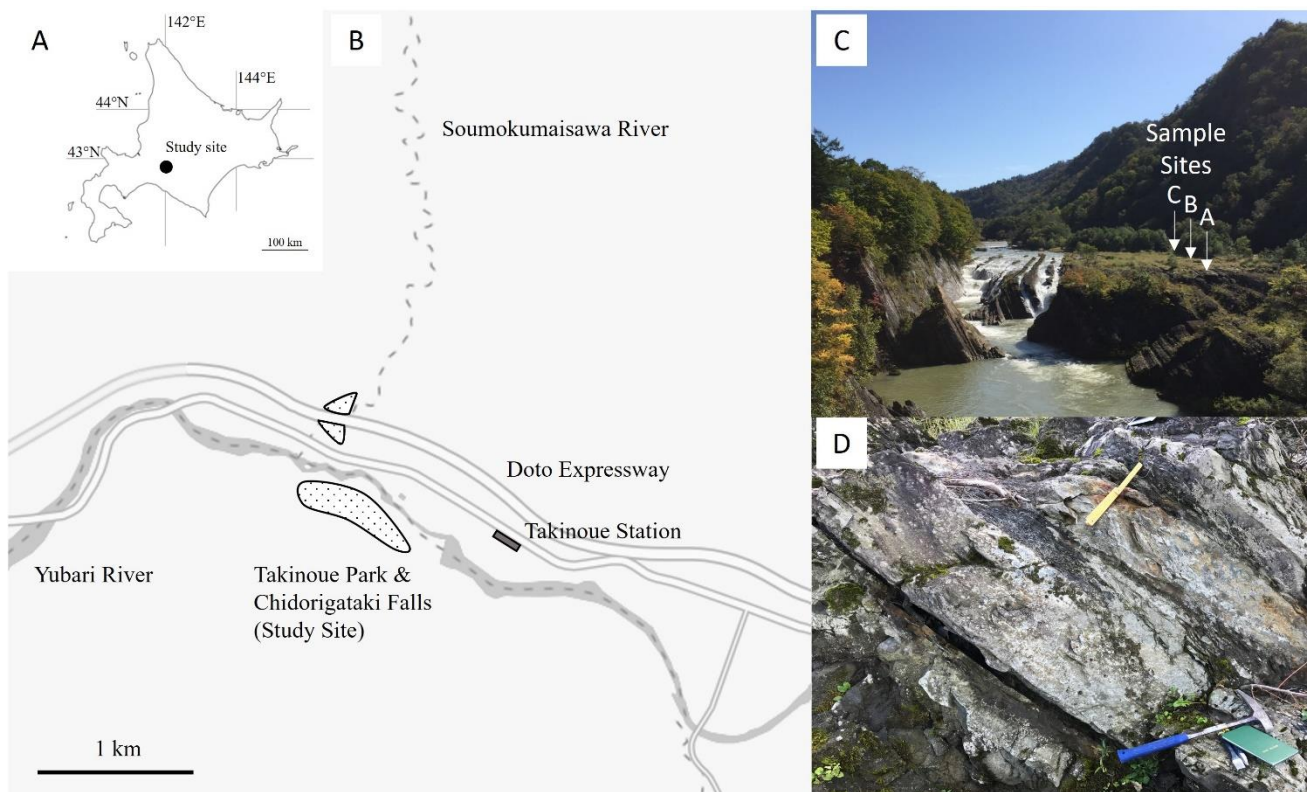 A
142°E
144°E
44°N
43°N
Study site
100 km
B
Soumokumaisawa River
Doto Expressway
Takinoue Station
Yubari River
Takinoue Park &
Chidorigataki Falls
(Study Site)
1 km
C
Sample
Sites
C
B
A
D